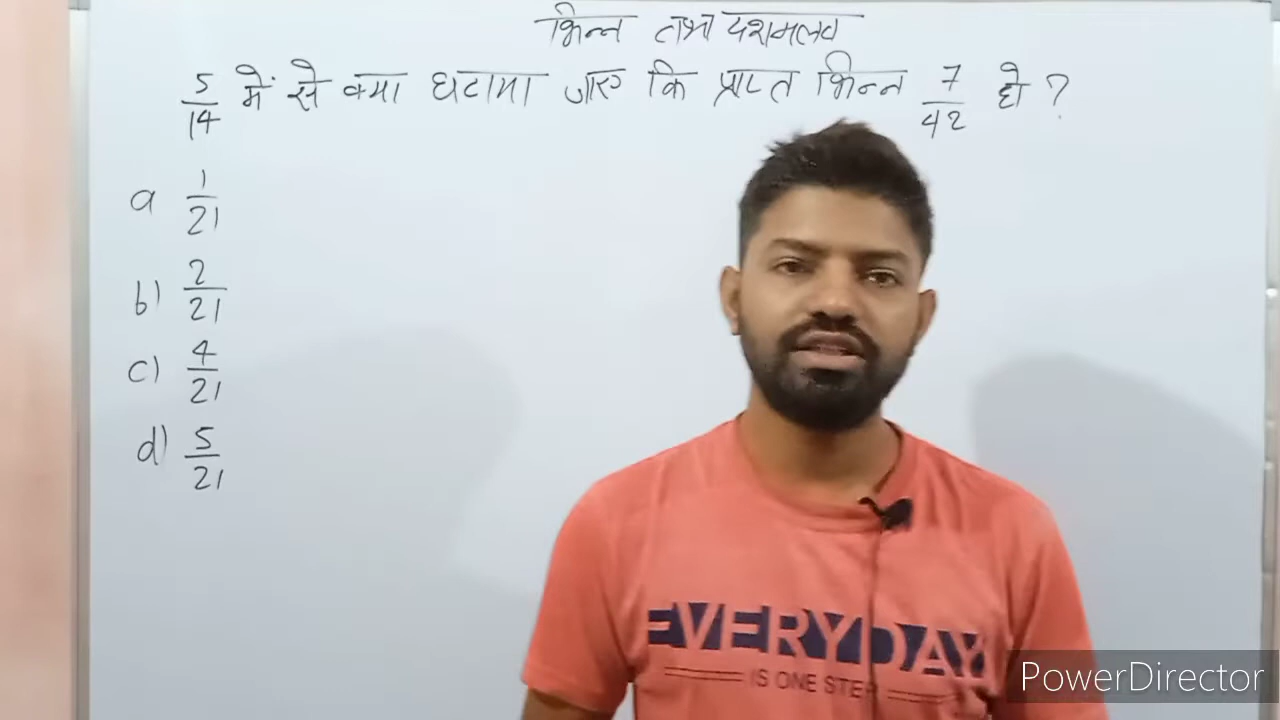 भिन्न तथा दशमलव
5/14 में से क्या घटाया जाए कि प्राप्त भिन्न 7/42 हो ?
a 1/21
b) 2/21
c) 4/21
d) 5/21
EVERYDAY
IS ONE STEP
PowerDirector